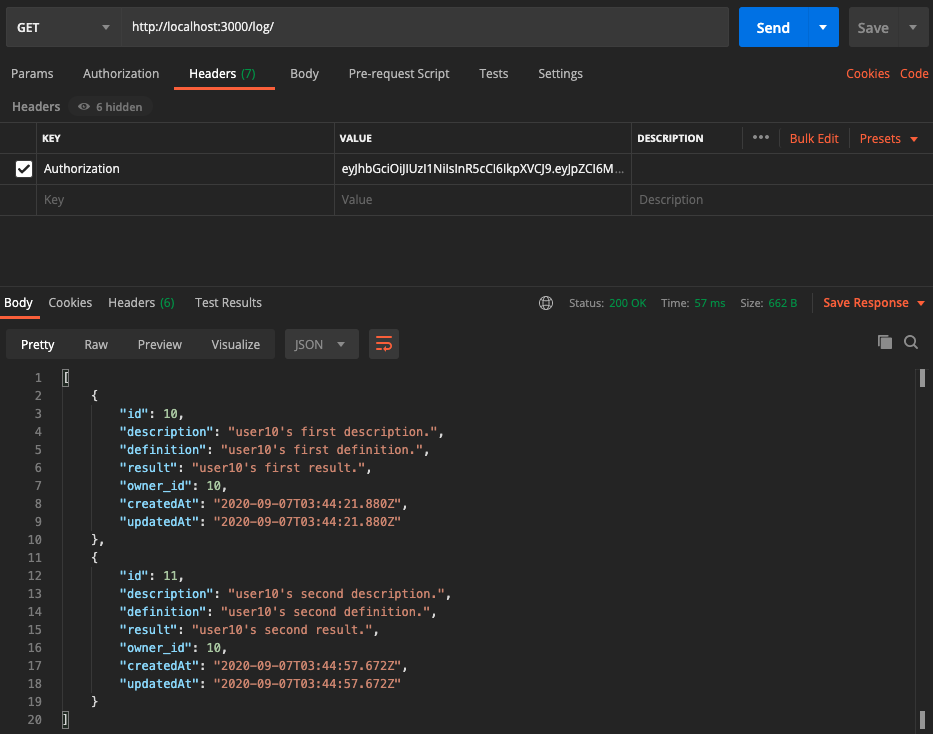 GET http://localhost:3000/log/ Send Save
Params Authorization Headers (7) Body Pre-request Script Tests Settings Cookies Code
Headers 6 hidden
KEY VALUE DESCRIPTION ••• Bulk Edit Presets
Authorization eyJhbGciOiJIUzI1NiIsInR5cCI6IkpXVCJ9.eyJpZCI6M...
Key Value Description
Body Cookies Headers (6) Test Results Status: 200 OK Time: 57 ms Size: 662 B Save Response
Pretty Raw Preview Visualize JSON
1 [
2 {
3 "id": 10,
4 "description": "user10's first description.",
5 "definition": "user10's first definition.",
6 "result": "user10's first result.",
7 "owner_id": 10,
8 "createdAt": "2020-09-07T03:44:21.880Z",
9 "updatedAt": "2020-09-07T03:44:21.880Z"
10 },
11 {
12 "id": 11,
13 "description": "user10's second description.",
14 "definition": "user10's second definition.",
15 "result": "user10's second result.",
16 "owner_id": 10,
17 "createdAt": "2020-09-07T03:44:57.672Z",
18 "updatedAt": "2020-09-07T03:44:57.672Z"
19 }
20 ]